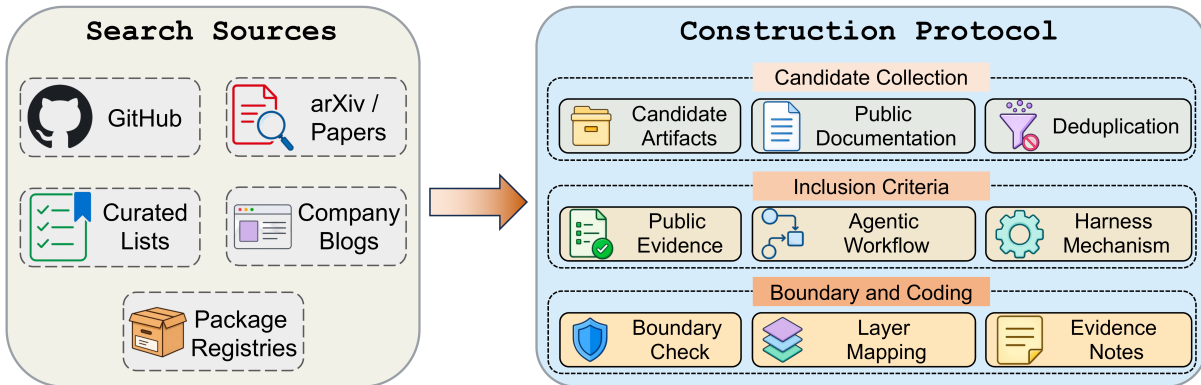 Search Sources
GitHub
arXiv /
Papers
Curated
Lists
Company
Blogs
Package
Registries
Construction Protocol
Candidate Collection
Candidate
Artifacts
Public
Documentation
Deduplication
Inclusion Criteria
Public
Evidence
Agentic
Workflow
Harness
Mechanism
Boundary and Coding
Boundary
Check
Layer
Mapping
Evidence
Notes